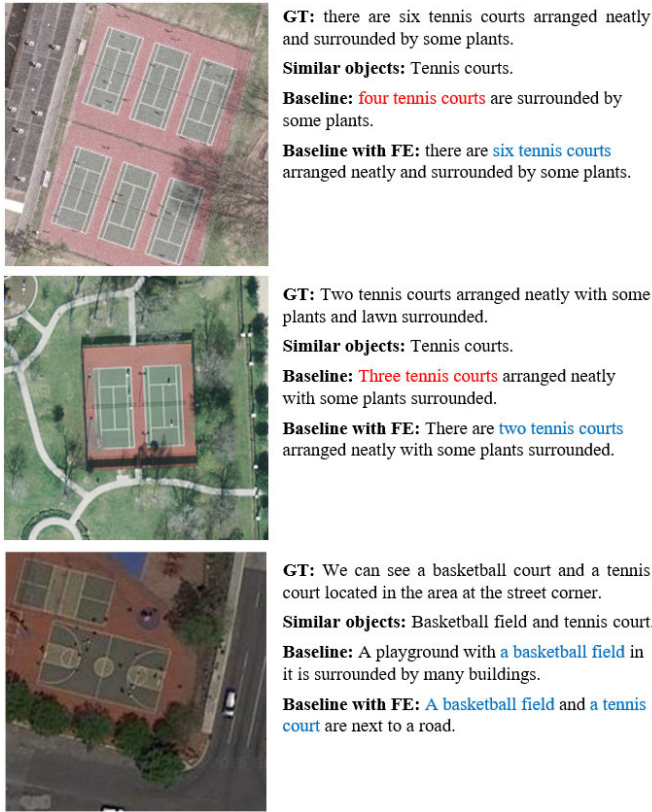 GT: there are six tennis courts arranged neatly
and surrounded by some plants.
Similar objects: Tennis courts.
Baseline: four tennis courts are surrounded by
some plants.
Baseline with FE: there are six tennis courts
arranged neatly and surrounded by some plants.
GT: Two tennis courts arranged neatly with some
plants and lawn surrounded.
Similar objects: Tennis courts.
Baseline: Three tennis courts arranged neatly
with some plants surrounded.
Baseline with FE: There are two tennis courts
arranged neatly with some plants surrounded.
GT: We can see a basketball court and a tennis
court located in the area at the street corner.
Similar objects: Basketball field and tennis court.
Baseline: A playground with a basketball field in
it is surrounded by many buildings.
Baseline with FE: A basketball field and a tennis
court are next to a road.